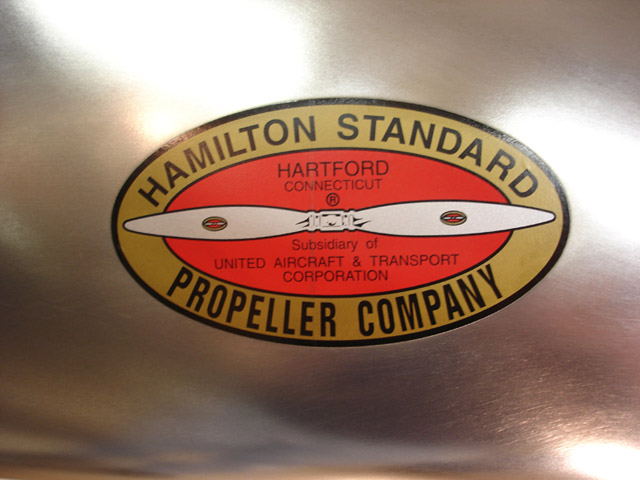 HAMILTON STANDARD
HARTFORD
CONNECTICUT
®
Subsidiary of
UNITED AIRCRAFT & TRANSPORT
CORPORATION
PROPELLER COMPANY